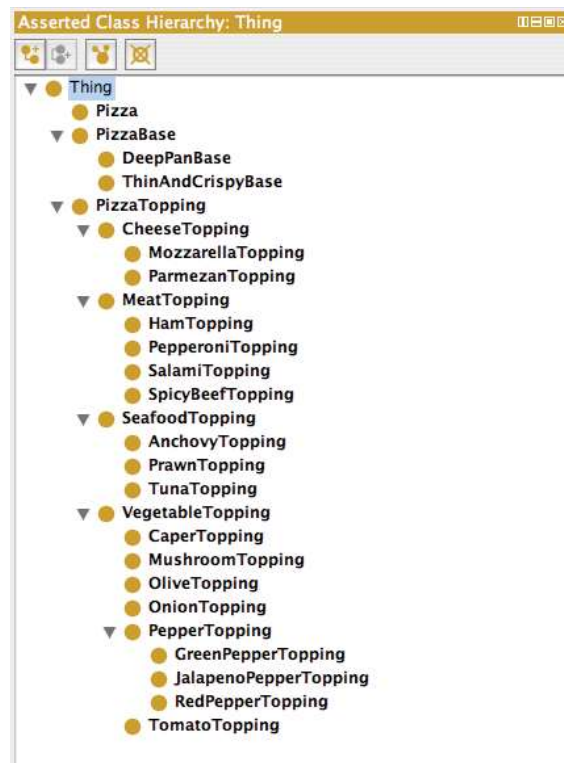 Asserted Class Hierarchy: Thing
Thing
Pizza
PizzaBase
DeepPanBase
ThinAndCrispyBase
PizzaTopping
CheeseTopping
MozzarellaTopping
ParmezanTopping
MeatTopping
HamTopping
PepperoniTopping
SalamiTopping
SpicyBeefTopping
SeafoodTopping
AnchovyTopping
PrawnTopping
TunaTopping
VegetableTopping
CaperTopping
MushroomTopping
OliveTopping
OnionTopping
PepperTopping
GreenPepperTopping
JalapenoPepperTopping
RedPepperTopping
TomatoTopping